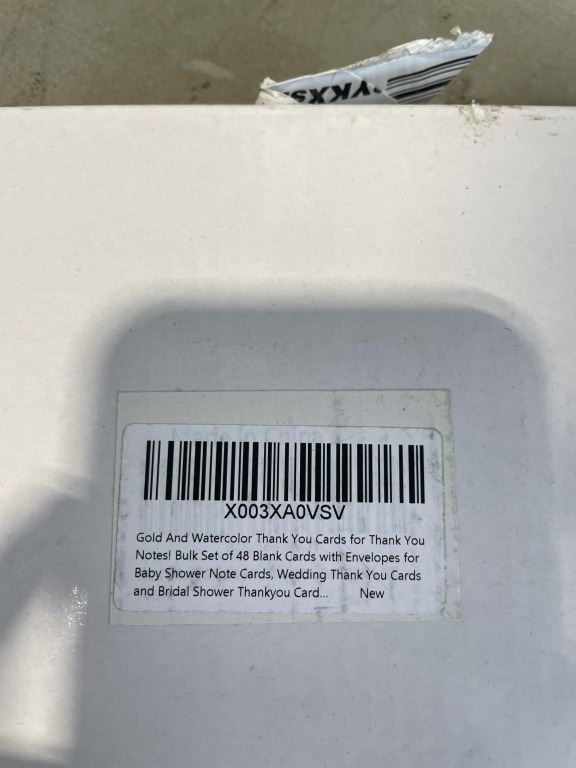 X003XA0VSV
Gold And Watercolor Thank You Cards for Thank You
Notes! Bulk Set of 48 Blank Cards with Envelopes for
Baby Shower Note Cards, Wedding Thank You Cards
and Bridal Shower Thankyou Card... New